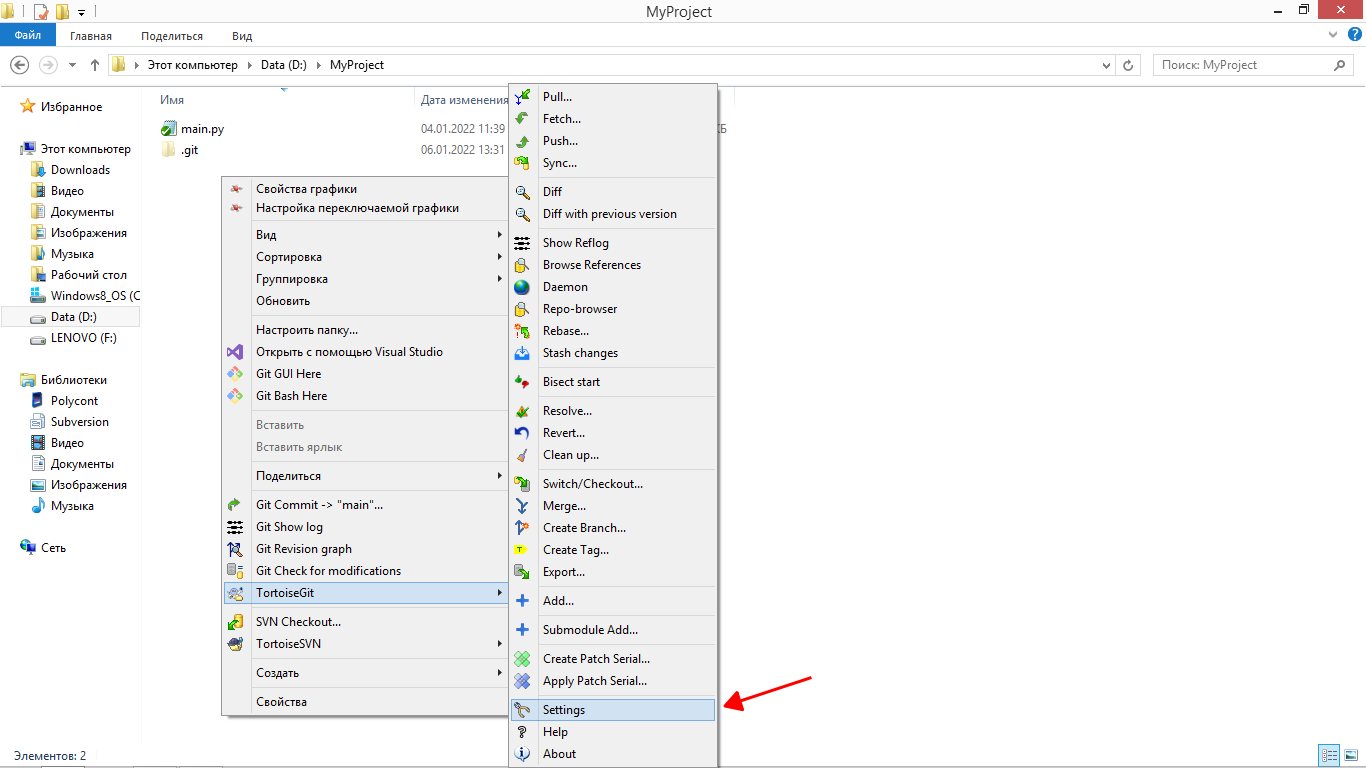 MyProject
Файл
Главная
Поделиться
Вид
Этот компьютер
Data (D:)
MyProject
Поиск: MyProject
Избранное
Этот компьютер
Downloads
Видео
Документы
Изображения
Музыка
Рабочий стол
Windows8_OS (C
Data (D:)
LENOVO (F:)
Библиотеки
Polycont
Subversion
Видео
Документы
Изображения
Музыка
Сеть
Имя
Дата изменения
main.py
04.01.2022 11:39
КБ
.git
06.01.2022 13:31
Свойства графики
Настройка переключаемой графики
Вид
Сортировка
Группировка
Обновить
Настроить папку...
Открыть с помощью Visual Studio
Git GUI Here
Git Bash Here
Вставить
Вставить ярлык
Поделиться
Git Commit -> "main"...
Git Show log
Git Revision graph
Git Check for modifications
TortoiseGit
SVN Checkout...
TortoiseSVN
Создать
Свойства
Pull...
Fetch...
Push...
Sync...
Diff
Diff with previous version
Show Reflog
Browse References
Daemon
Repo-browser
Rebase...
Stash changes
Bisect start
Resolve...
Revert...
Clean up...
Switch/Checkout...
Merge...
Create Branch...
Create Tag...
Export...
Add...
Submodule Add...
Create Patch Serial...
Apply Patch Serial...
Settings
Help
About
Элементов: 2